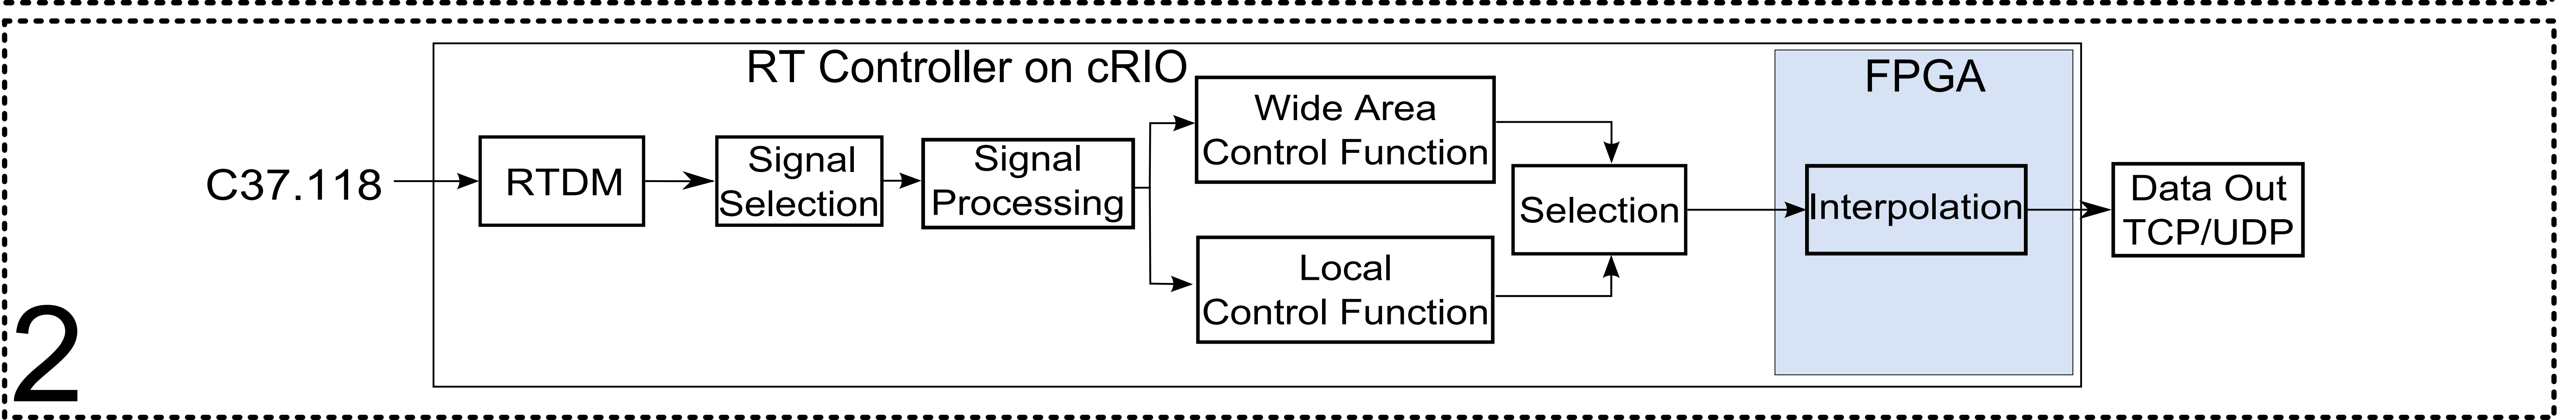 RT Controller on cRIO
FPGA
C37.118
RTDM
Signal
Selection
Signal
Processing
Wide Area
Control Function
Local
Control Function
Selection
Interpolation
Data Out
TCP/UDP
2